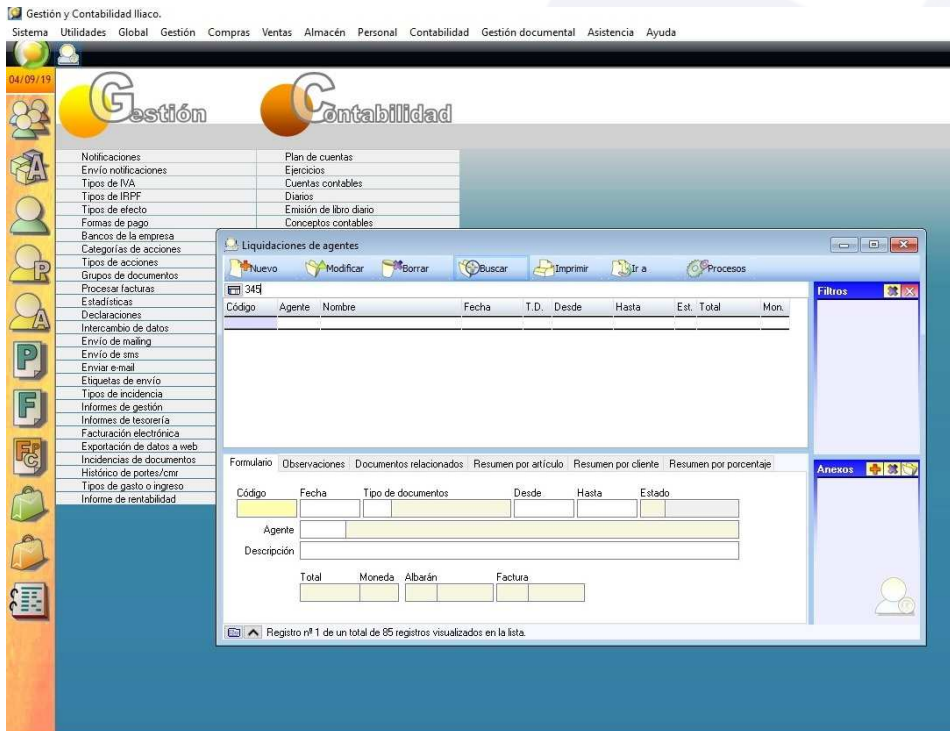 Gestión y Contabilidad Iliaco.
Sistema Utilidades Global Gestión Compras Ventas Almacén Personal Contabilidad Gestión documental Asistencia Ayuda
04/09/19
Gestión Contabilidad
Notificaciones
Envío notificaciones
Tipos de IVA
Tipos de IRPF
Tipos de efecto
Formas de pago
Bancos de la empresa
Categorías de acciones
Tipos de acciones
Grupos de documentos
Procesar facturas
Estadísticas
Declaraciones
Intercambio de datos
Envío de mailing
Envío de sms
Enviar e-mail
Etiquetas de envío
Tipos de incidencia
Informes de gestión
Informes de tesorería
Facturación electrónica
Exportación de datos a web
Incidencias de documentos
Histórico de portes/cmr
Tipos de gasto o ingreso
Informe de rentabilidad
Plan de cuentas
Ejercicios
Cuentas contables
Diarios
Emisión de libro diario
Conceptos contables
A
R
A
P
F
FPC
Liquidaciones de agentes
Nuevo Modificar Borrar Buscar Imprimir Ir a Procesos
345
Código Agente Nombre Fecha T.D. Desde Hasta Est. Total Mon.
Filtros
Formulario Observaciones Documentos relacionados Resumen por artículo Resumen por cliente Resumen por porcentaje
Anexos
Código Fecha Tipo de documentos Desde Hasta Estado
Agente
Descripción
Total Moneda Albarán Factura
Registro nº 1 de un total de 85 registros visualizados en la lista.